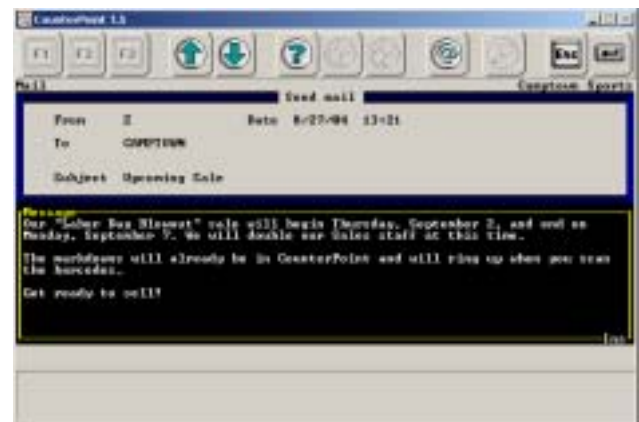 CounterPoint 1.5
F1 F2 F3 ? @ Esc
Mail Camptown Sports
Send mail
From Z Date 8/27/04 13:21
To CAMPTOWN
Subject Upcoming Sale
Message
Our "Labor Day Blowout" sale will begin Thursday, September 2, and end on
Monday, September 7. We will double our Sales staff at this time.
The markdowns will already be in CounterPoint and will ring up when you scan
the barcodes.
Get ready to sell!